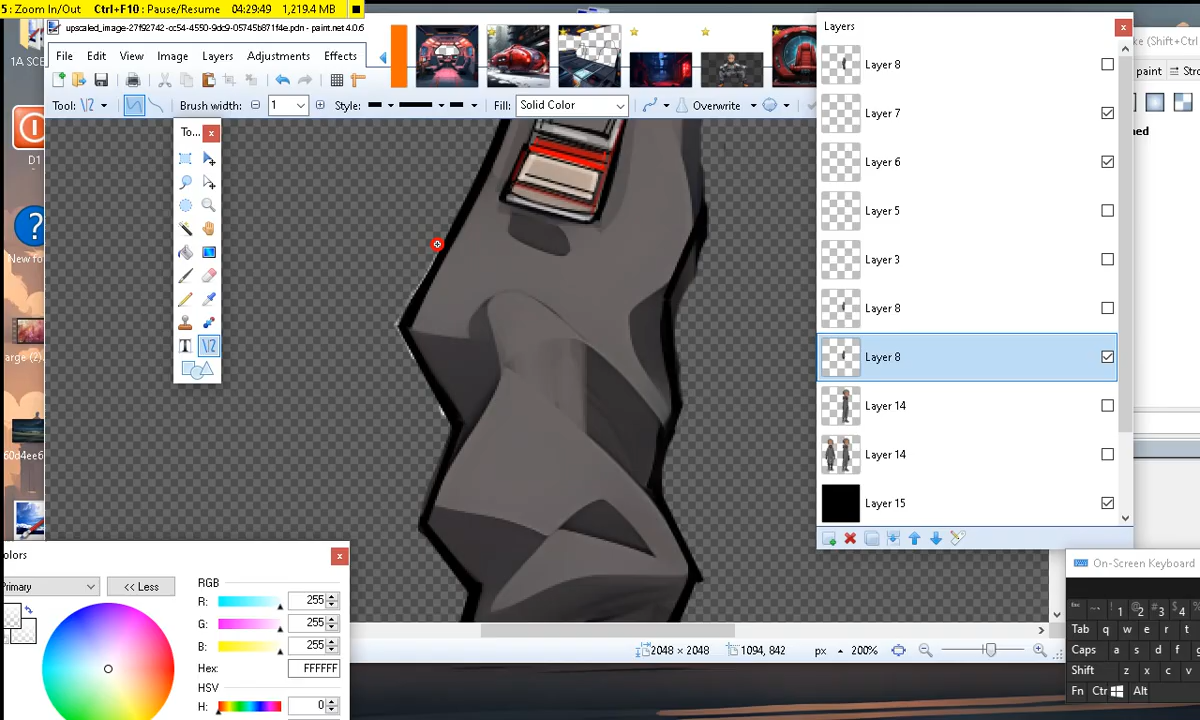 5: Zoom In/Out Ctrl+F10 : Pause/Resume 04:29:49 1,219.4 MB
upscaled_image-27f92742-cc54-4550-9dc9-05745b871f4e.pdn - paint.net 4.0.6
File Edit View Image Layers Adjustments Effects
Tool: Brush width: 1 Style: Fill: Solid Color Overwrite
To...
1A SCE
D1
New fo
arge (2)
60d4ee6
Layers
Layer 8
Layer 7
Layer 6
Layer 5
Layer 3
Layer 8
Layer 8
Layer 14
Layer 14
Layer 15
ke (Shift+Ctrl
paint Stro
ed
olors
Primary << Less
RGB
R: 255
G: 255
B: 255
Hex: FFFFFF
HSV
H: 0
2048 × 2048 1094, 842 px 200%
On-Screen Keyboard
Esc ~ ` ! 1 @ 2 # 3 $ 4 %
Tab q w e r t
Caps a s d f g
Shift z x c v
Fn Ctr Alt